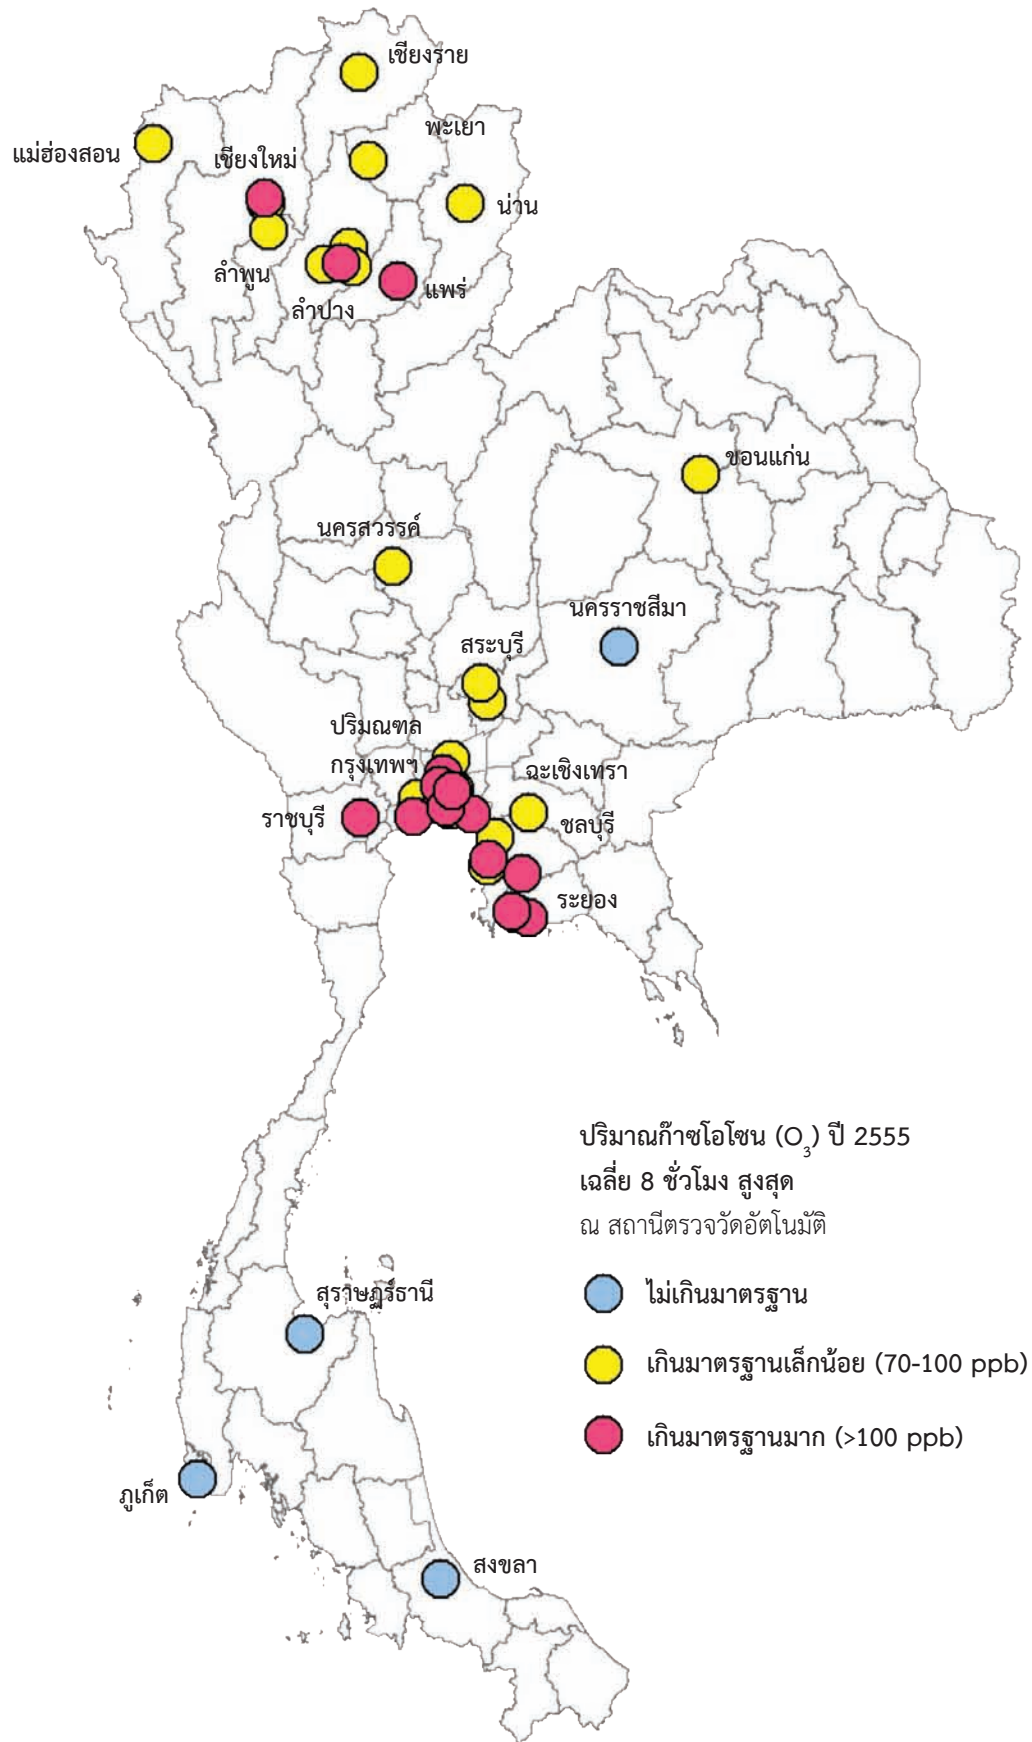 เชียงราย
พะเยา
แม่ฮ่องสอน
เชียงใหม่
น่าน
ลำพูน
แพร่
ลำปาง
ขอนแก่น
นครสวรรค์
นครราชสีมา
สระบุรี
ปริมณฑล
กรุงเทพฯ
ฉะเชิงเทรา
ราชบุรี
ชลบุรี
ระยอง
ปริมาณก๊าซโอโซน (O₃) ปี 2555
เฉลี่ย 8 ชั่วโมง สูงสุด
ณ สถานีตรวจวัดอัตโนมัติ
ไม่เกินมาตรฐาน
เกินมาตรฐานเล็กน้อย (70-100 ppb)
เกินมาตรฐานมาก (>100 ppb)
สุราษฎร์ธานี
ภูเก็ต
สงขลา